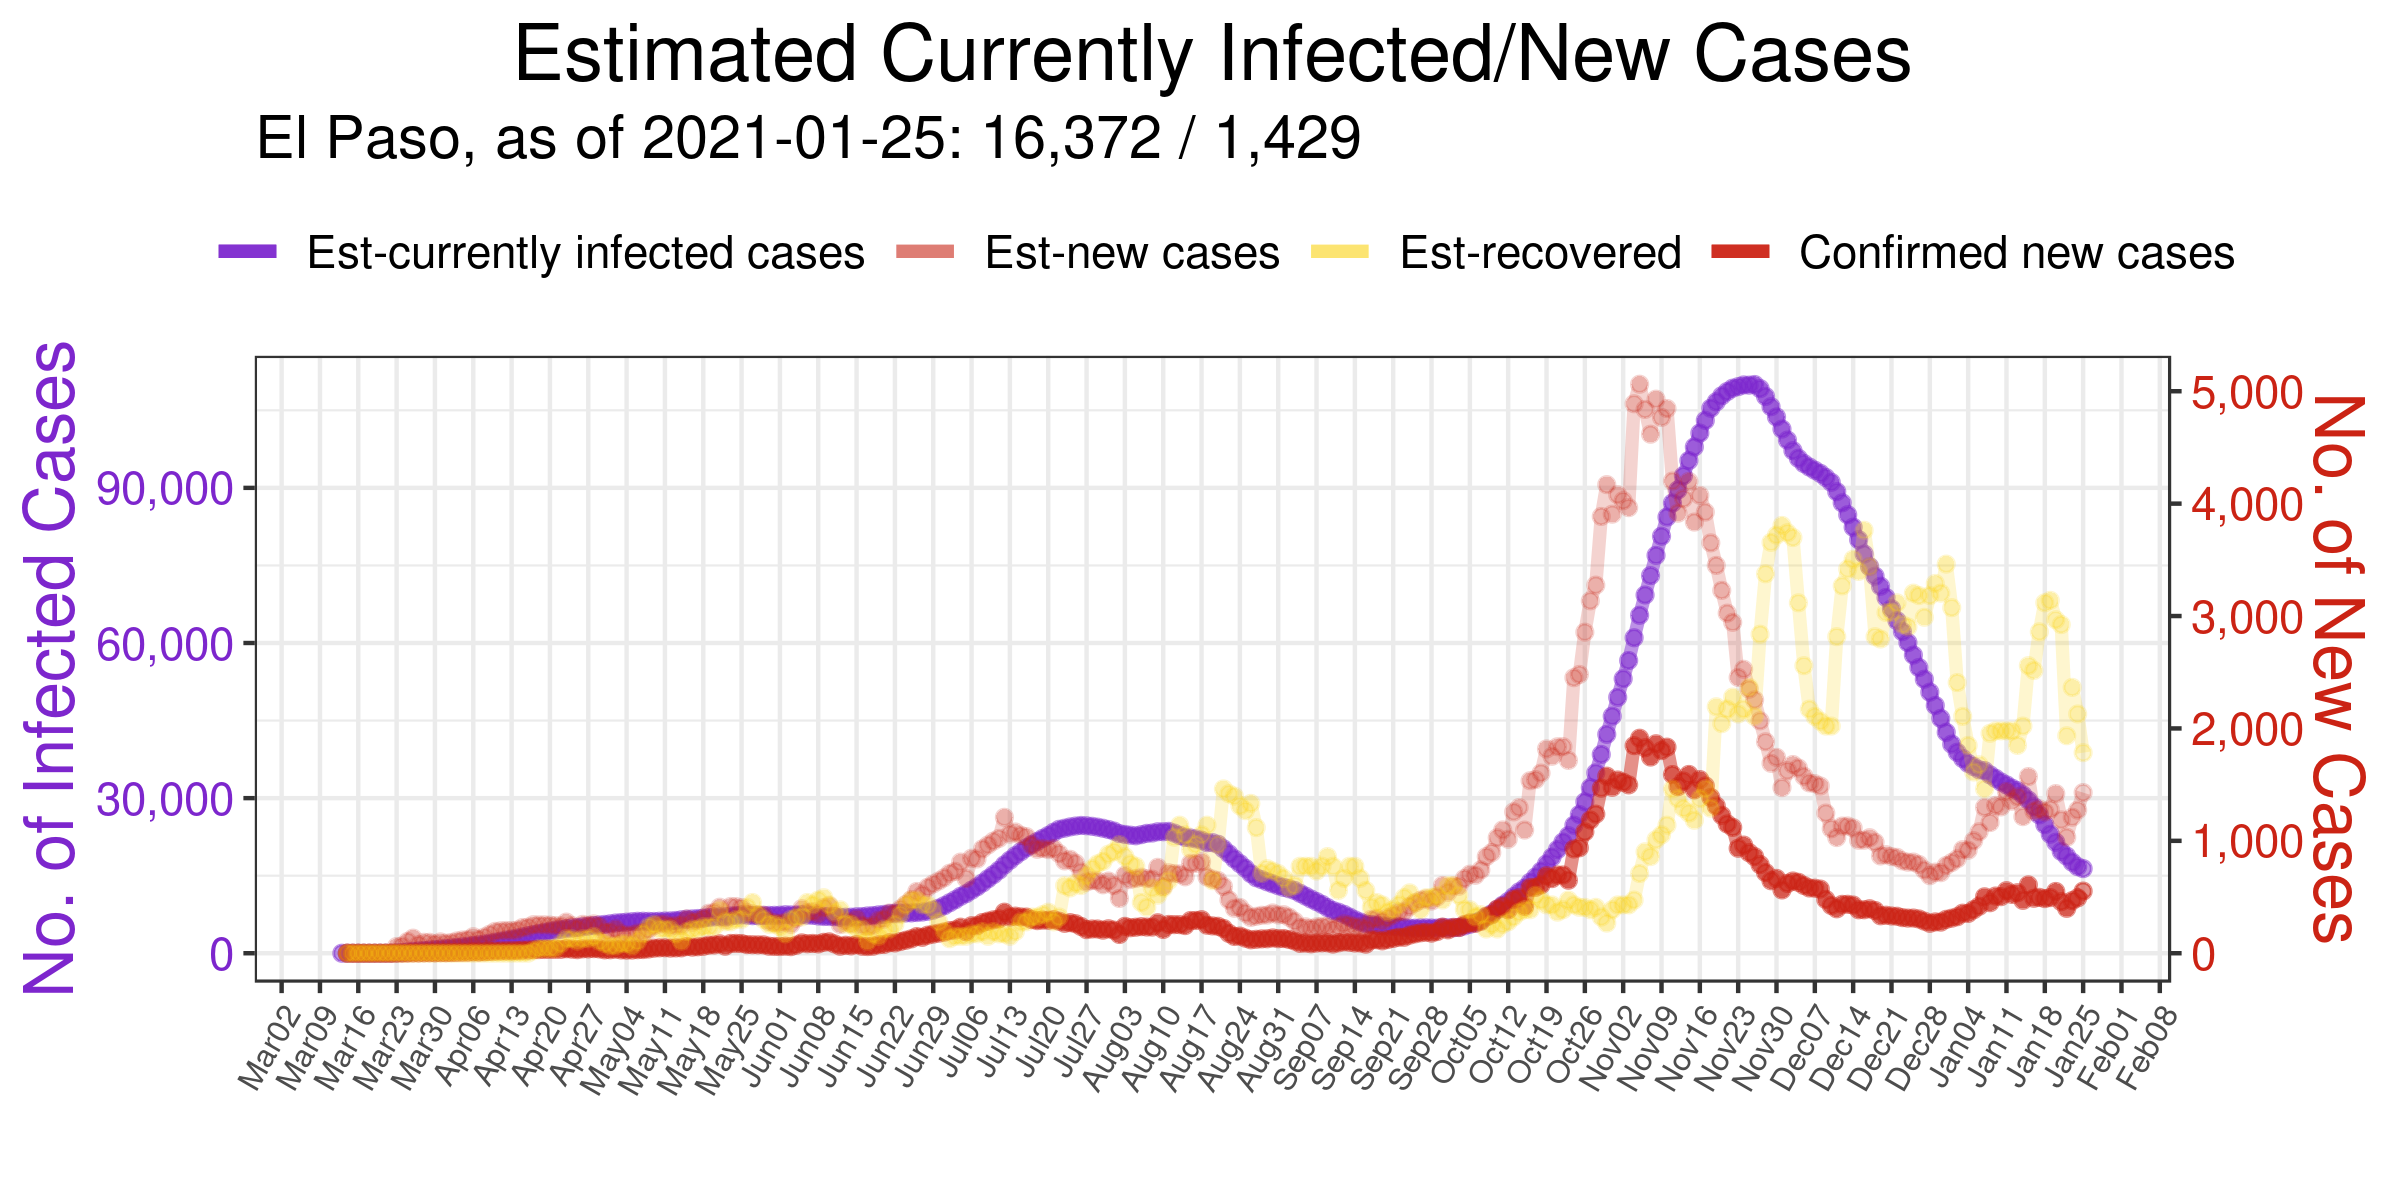 Estimated Currently Infected/New Cases
El Paso, as of 2021-01-25: 16,372 / 1,429
Est-currently infected cases Est-new cases Est-recovered Confirmed new cases
No. of Infected Cases
90,000
60,000
30,000
0
5,000
4,000
3,000
2,000
1,000
0
No. of New Cases
Mar02 Mar09 Mar16 Mar23 Mar30 Apr06 Apr13 Apr20 Apr27 May04 May11 May18 May25 Jun01 Jun08 Jun15 Jun22 Jun29 Jul06 Jul13 Jul20 Jul27 Aug03 Aug10 Aug17 Aug24 Aug31 Sep07 Sep14 Sep21 Sep28 Oct05 Oct12 Oct19 Oct26 Nov02 Nov09 Nov16 Nov23 Nov30 Dec07 Dec14 Dec21 Dec28 Jan04 Jan11 Jan18 Jan25 Feb01 Feb08